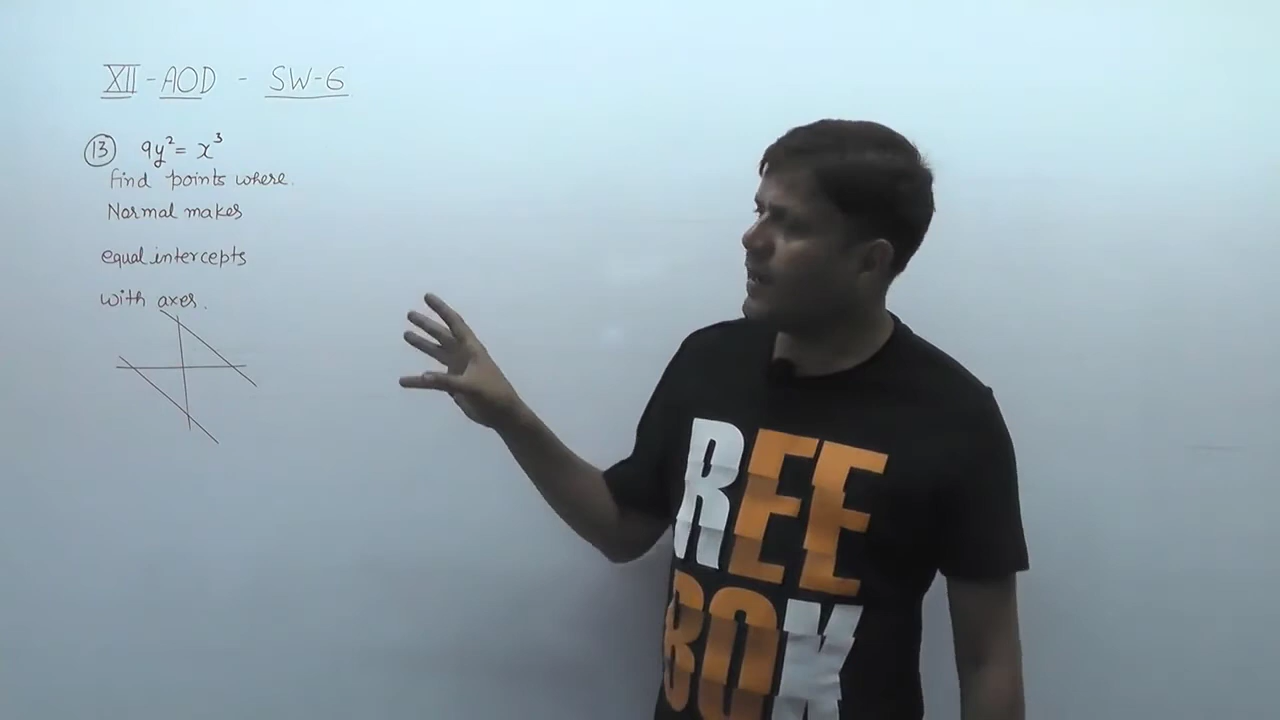 XII - AOD - SW-6
13 9y² = x³
find points where.
Normal makes
equal intercepts
with axes.
REE
BOK